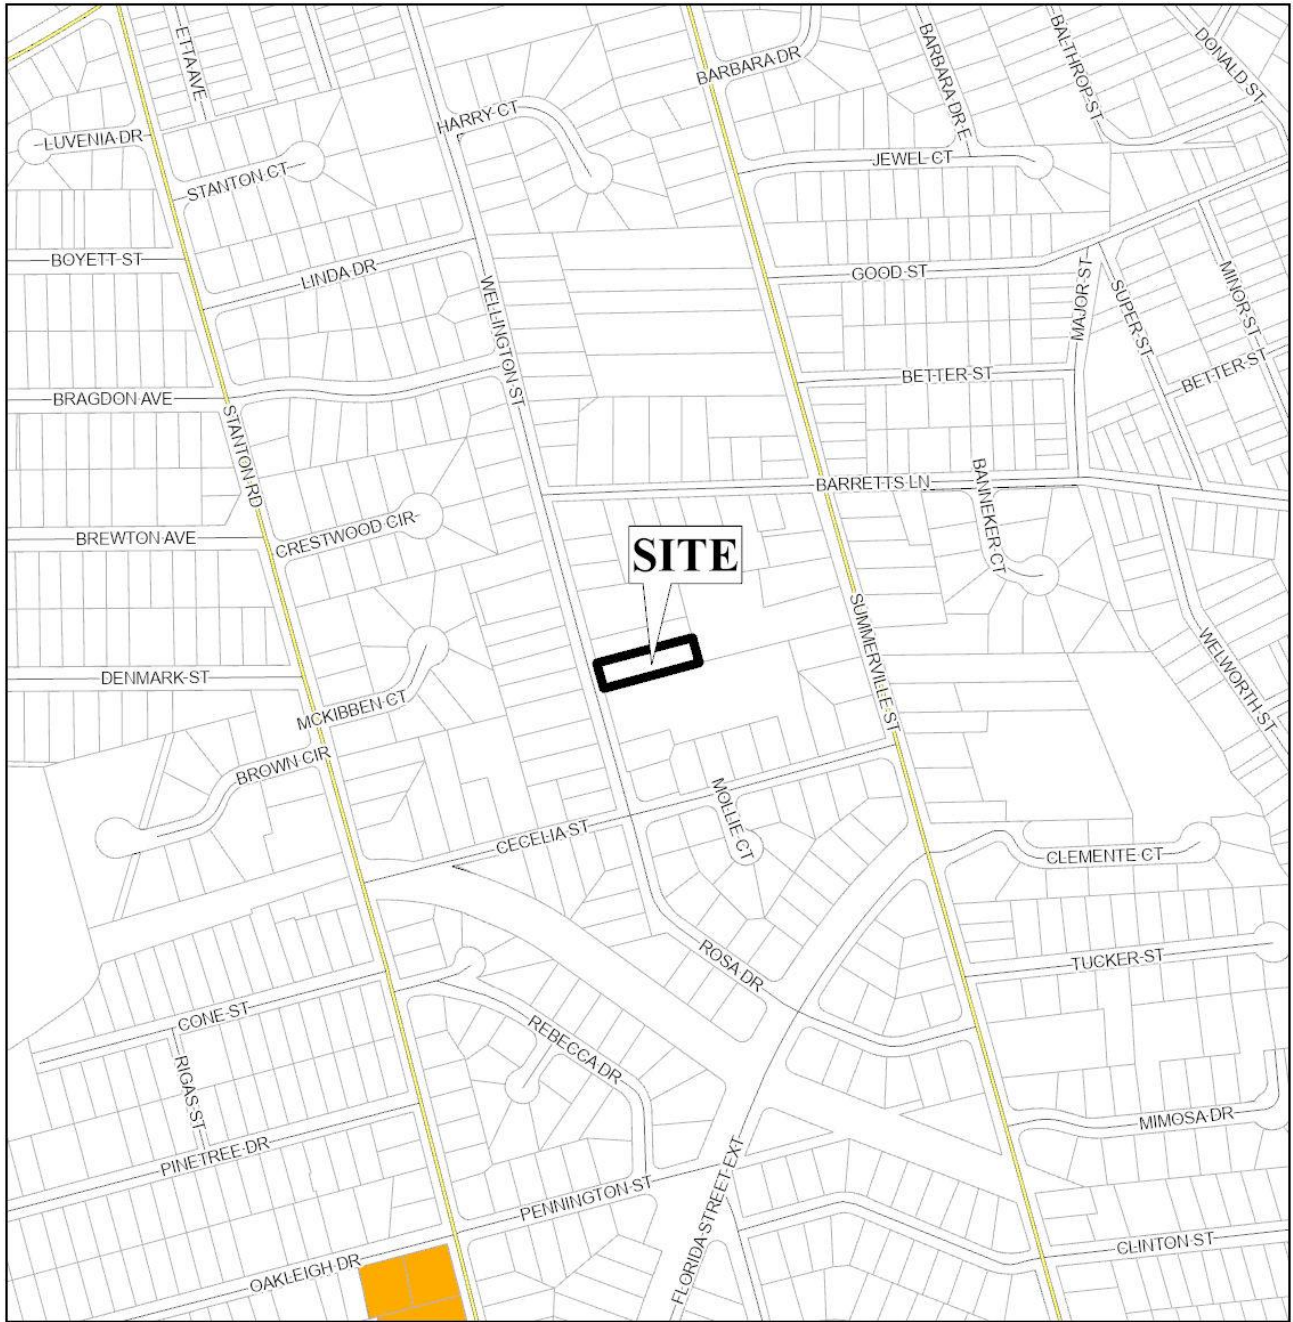 ETTA AVE
BARBARA DR
BARBARA DR E
BALTHROP ST
DONALD ST
LUVENIA DR
HARRY CT
STANTON CT
JEWEL CT
BOYETT ST
LINDA DR
WELLINGTON ST
GOOD ST
MAJOR ST
SUPER ST
MINOR ST
BRAGDON AVE
STANTON RD
BETTER ST
BETTER ST
BREWTON AVE
CRESTWOOD CIR
BARRETTS LN
BANNEKER CT
SITE
SUMMERVILLE ST
WELWORTH ST
DENMARK ST
MCKIBBEN CT
BROWN CIR
MOLLIE CT
CECELIA ST
CLEMENTE CT
ROSA DR
TUCKER ST
CONE ST
RIGAS ST
REBECCA DR
MIMOSA DR
PINETREE DR
PENNINGTON ST
FLORIDA STREET EXT
OAKLEIGH DR
CLINTON ST